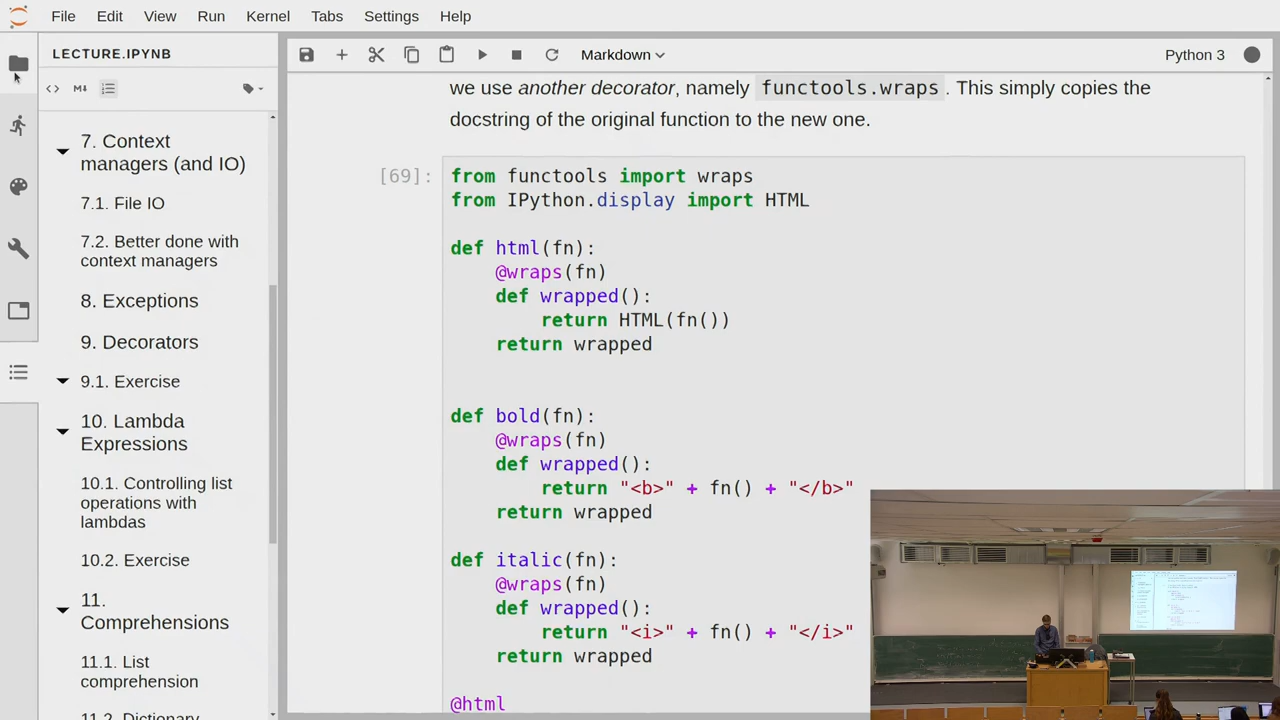 File Edit View Run Kernel Tabs Settings Help
LECTURE.IPYNB
7. Context
managers (and IO)
7.1. File IO
7.2. Better done with
context managers
8. Exceptions
9. Decorators
9.1. Exercise
10. Lambda
Expressions
10.1. Controlling list
operations with
lambdas
10.2. Exercise
11.
Comprehensions
11.1. List
comprehension
11.2. Dictionary
Markdown
Python 3
we use another decorator, namely functools.wraps . This simply copies the
docstring of the original function to the new one.
[69]:
from functools import wraps
from IPython.display import HTML
def html(fn):
@wraps(fn)
def wrapped():
return HTML(fn())
return wrapped
def bold(fn):
@wraps(fn)
def wrapped():
return "<b>" + fn() + "</b>"
return wrapped
def italic(fn):
@wraps(fn)
def wrapped():
return "<i>" + fn() + "</i>"
return wrapped
@html